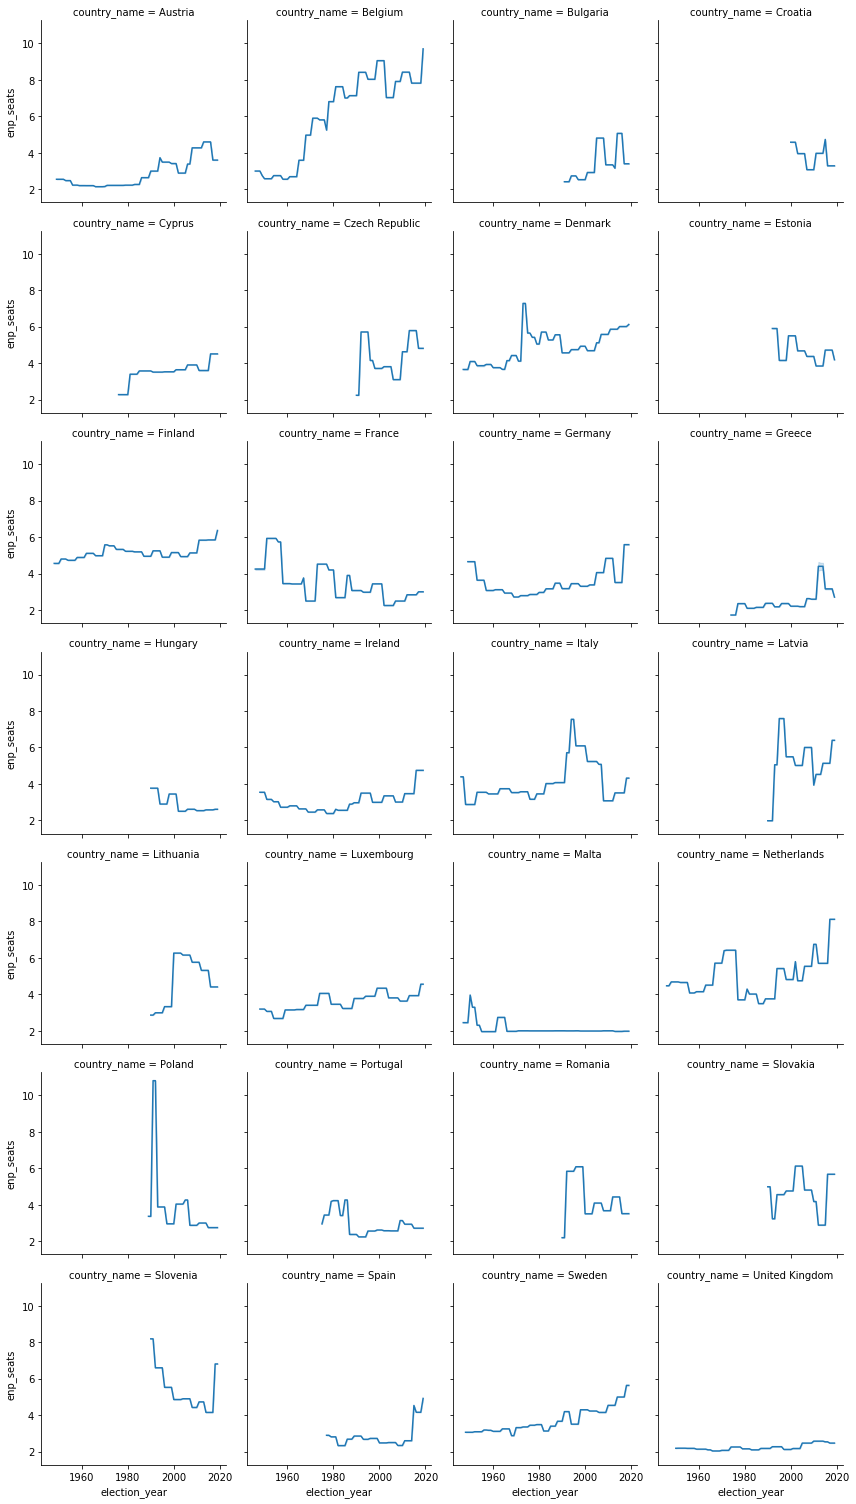 country_name = Austria
country_name = Belgium
country_name = Bulgaria
country_name = Croatia
10
8
6
4
2
enp_seats
country_name = Cyprus
country_name = Czech Republic
country_name = Denmark
country_name = Estonia
10
8
6
4
2
enp_seats
country_name = Finland
country_name = France
country_name = Germany
country_name = Greece
10
8
6
4
2
enp_seats
country_name = Hungary
country_name = Ireland
country_name = Italy
country_name = Latvia
10
8
6
4
2
enp_seats
country_name = Lithuania
country_name = Luxembourg
country_name = Malta
country_name = Netherlands
10
8
6
4
2
enp_seats
country_name = Poland
country_name = Portugal
country_name = Romania
country_name = Slovakia
10
8
6
4
2
enp_seats
country_name = Slovenia
country_name = Spain
country_name = Sweden
country_name = United Kingdom
10
8
6
4
2
enp_seats
1960 1980 2000 2020
1960 1980 2000 2020
1960 1980 2000 2020
1960 1980 2000 2020
election_year
election_year
election_year
election_year